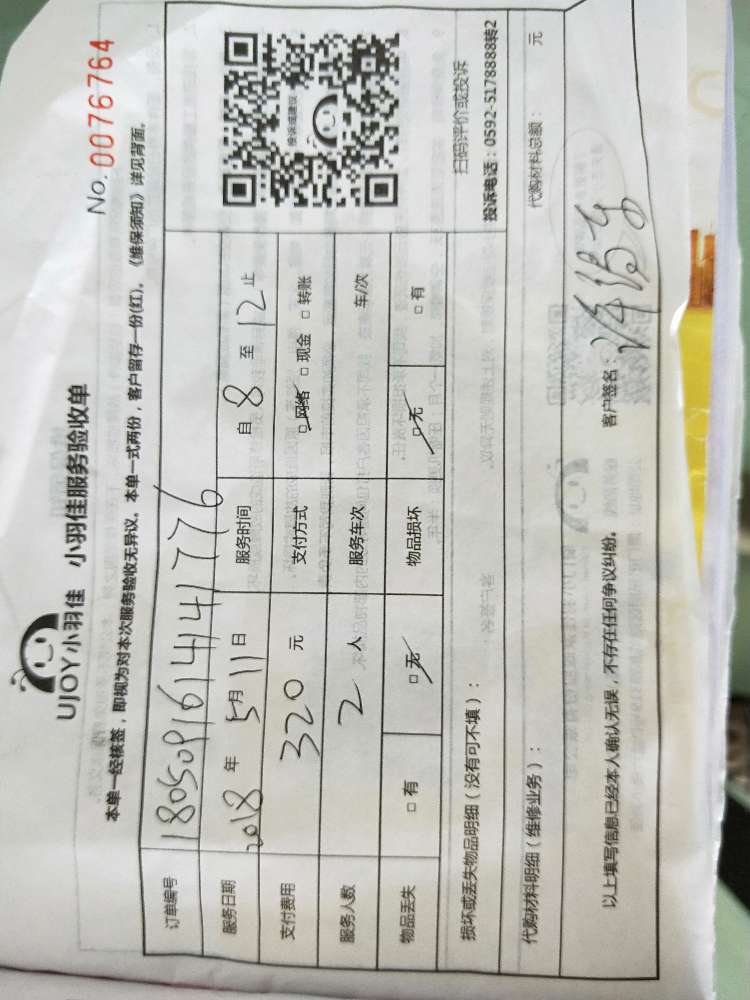 No. 0076764
UJOY小羽佳 小羽佳服务验收单
本单一经核签，即视为对本次服务验收无异议。本单一式两份，客户留存一份(红)。《维保须知》详见背面。
订单编号 180509161414177 6
服务日期 2018 年 5月 11 日 服务时间 自 8 至 12 止
支付费用 320 元 支付方式 □ 网络 □ 现金 □ 转账
服务人数 2 人 服务车次 车/次
物品丢失 □ 有 □ 无 物品损坏 □ 无 □ 有
扫码评价或投诉
投诉电话：0592-5178888转2
损坏或丢失物品明细（没有可不填）：
代购材料明细（维修业务）： 代购材料总额： 元
以上填写信息已经本人确认无误，不存在任何争议纠纷。 客户签名：